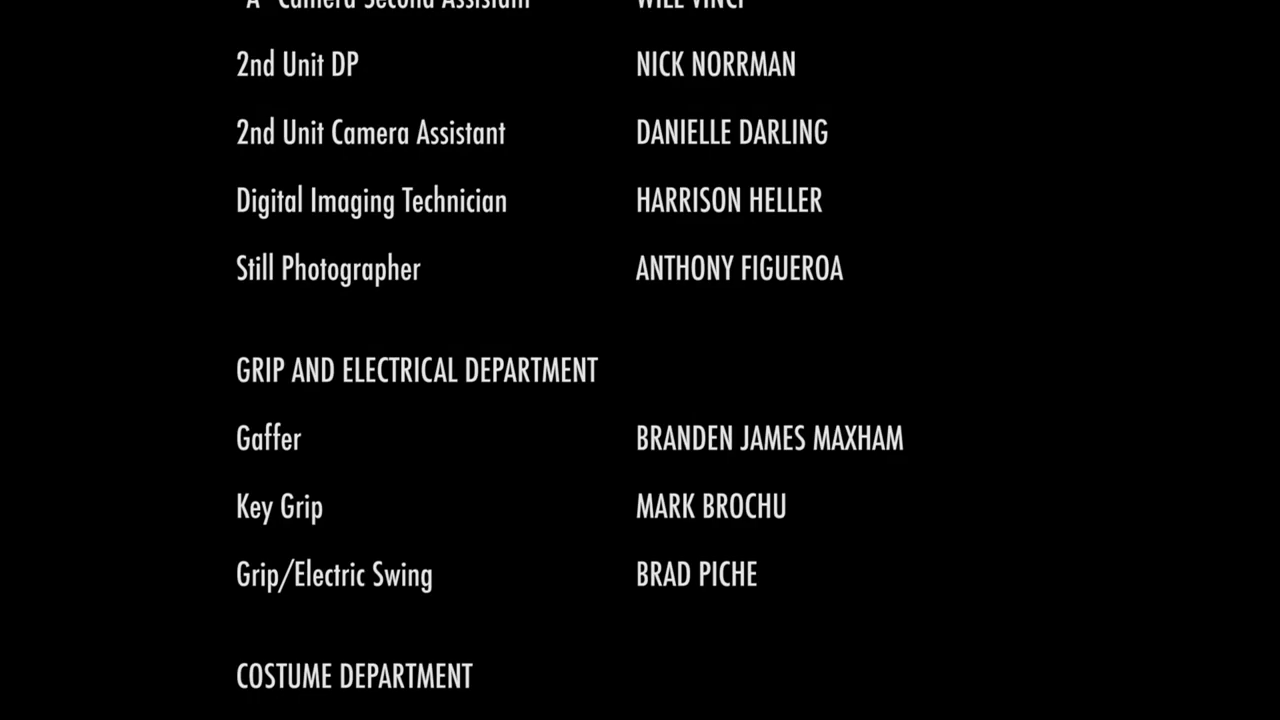 "A" Camera Second Assistant WILL VINCI
2nd Unit DP NICK NORRMAN
2nd Unit Camera Assistant DANIELLE DARLING
Digital Imaging Technician HARRISON HELLER
Still Photographer ANTHONY FIGUEROA
GRIP AND ELECTRICAL DEPARTMENT
Gaffer BRANDEN JAMES MAXHAM
Key Grip MARK BROCHU
Grip/Electric Swing BRAD PICHE
COSTUME DEPARTMENT